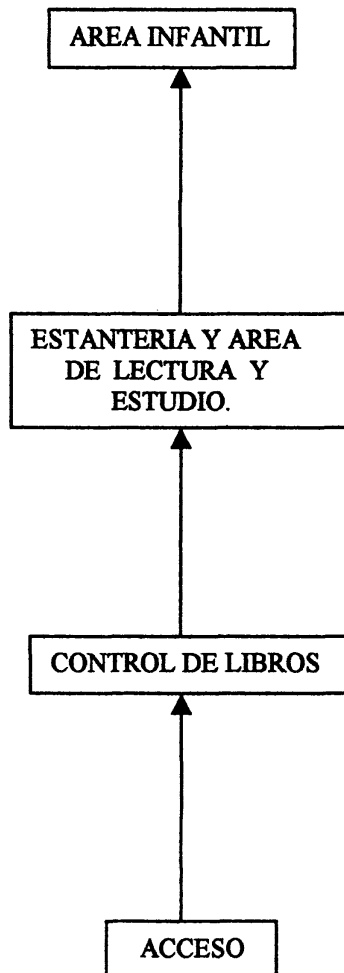 AREA INFANTIL
ESTANTERIA Y AREA
DE LECTURA Y
ESTUDIO.
CONTROL DE LIBROS
ACCESO